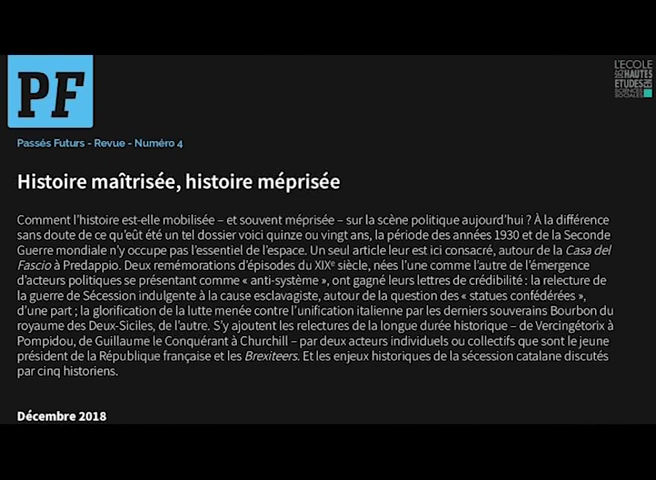 PF
L'ECOLE
DES HAUTES
ETUDES EN
SCIENCES
SOCIALES
Passés Futurs - Revue - Numéro 4
Histoire maîtrisée, histoire méprisée
Comment l'histoire est-elle mobilisée – et souvent méprisée – sur la scène politique aujourd'hui ? À la différence
sans doute de ce qu'eût été un tel dossier voici quinze ou vingt ans, la période des années 1930 et de la Seconde
Guerre mondiale n'y occupe pas l'essentiel de l'espace. Un seul article leur est ici consacré, autour de la Casa del
Fascio à Predappio. Deux remémorations d'épisodes du XIXe siècle, nées l'une comme l'autre de l'émergence
d'acteurs politiques se présentant comme « anti-système », ont gagné leurs lettres de crédibilité : la relecture de
la guerre de Sécession indulgente à la cause esclavagiste, autour de la question des « statues confédérées »,
d'une part ; la glorification de la lutte menée contre l'unification italienne par les derniers souverains Bourbon du
royaume des Deux-Siciles, de l'autre. S'y ajoutent les relectures de la longue durée historique – de Vercingétorix à
Pompidou, de Guillaume le Conquérant à Churchill – par deux acteurs individuels ou collectifs que sont le jeune
président de la République française et les Brexiteers. Et les enjeux historiques de la sécession catalane discutés
par cinq historiens.
Décembre 2018